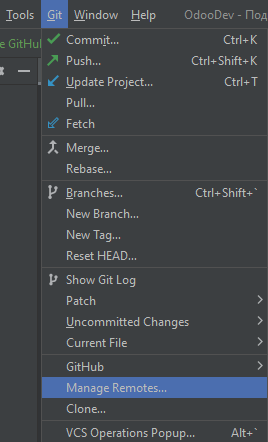 Tools Git Window Help OdooDev - Под
e GitHub
Commit... Ctrl+K
Push... Ctrl+Shift+K
Update Project... Ctrl+T
Pull...
Fetch
Merge...
Rebase...
Branches... Ctrl+Shift+`
New Branch...
New Tag...
Reset HEAD...
Show Git Log
Patch
Uncommitted Changes
Current File
GitHub
Manage Remotes...
Clone...
VCS Operations Popup... Alt+`